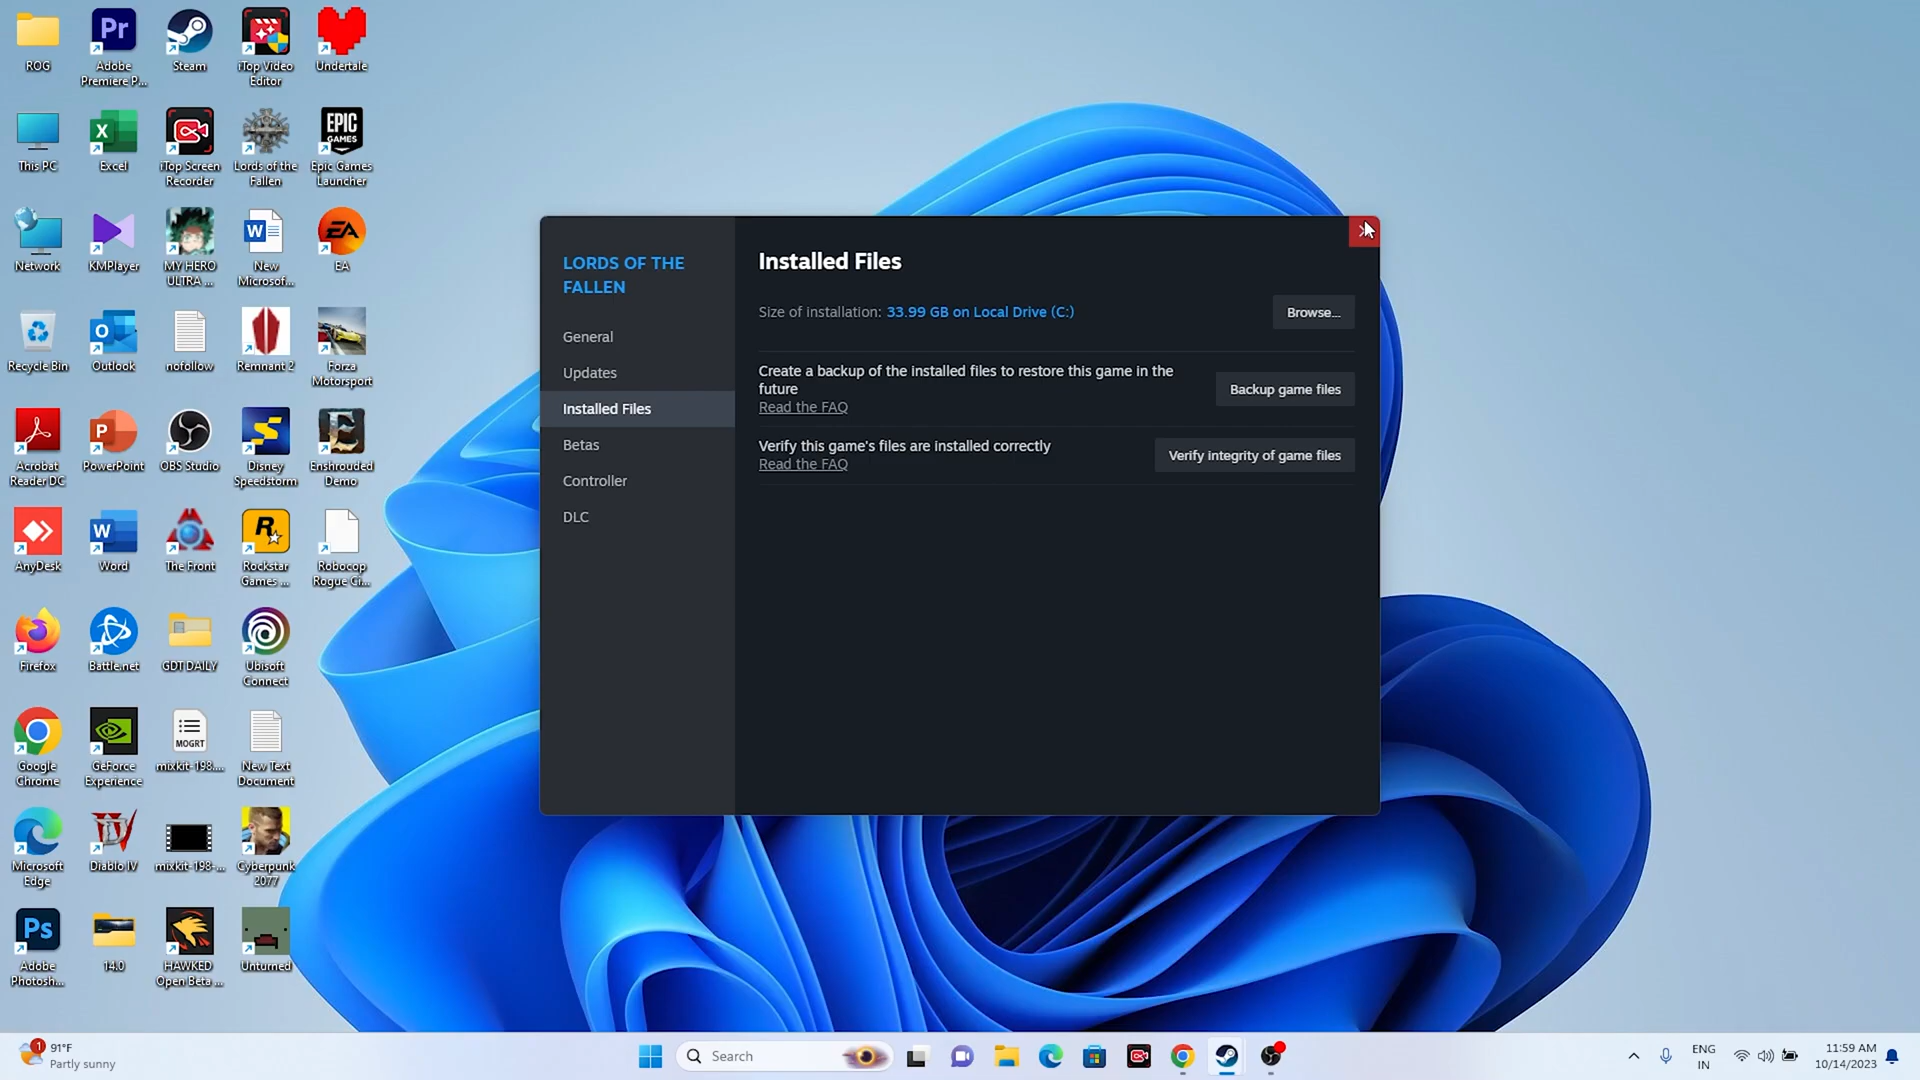 ROG
Adobe
Premiere P...
Steam
iTop Video
Editor
Undertale
This PC
Excel
iTop Screen
Recorder
Lords of the
Fallen
EPIC
GAMES
Epic Games
Launcher
Network
KMPlayer
MY HERO
ULTRA ...
New
Microsof...
EA
EA
Recycle Bin
Outlook
nofollow
Remnant 2
Forza
Motorsport
Acrobat
Reader DC
PowerPoint
OBS Studio
Disney
Speedstorm
Enshrouded
Demo
AnyDesk
Word
The Front
Rockstar
Games ...
Robocop
Rogue Ci...
Firefox
Battle.net
GDT DAILY
Ubisoft
Connect
Google
Chrome
GeForce
Experience
MOGRT
mixkit-198....
New Text
Document
Microsoft
Edge
Diablo IV
mixkit-198-...
Cyberpunk
2077
Adobe
Photosh...
14.0
HAWKED
Open Beta ...
Unturned
LORDS OF THE
FALLEN
General
Updates
Installed Files
Betas
Controller
DLC
Installed Files
Size of installation: 33.99 GB on Local Drive (C:)
Browse...
Create a backup of the installed files to restore this game in the
future
Read the FAQ
Backup game files
Verify this game's files are installed correctly
Read the FAQ
Verify integrity of game files
1
91°F
Partly sunny
Search
ENG
IN
11:59 AM
10/14/2023